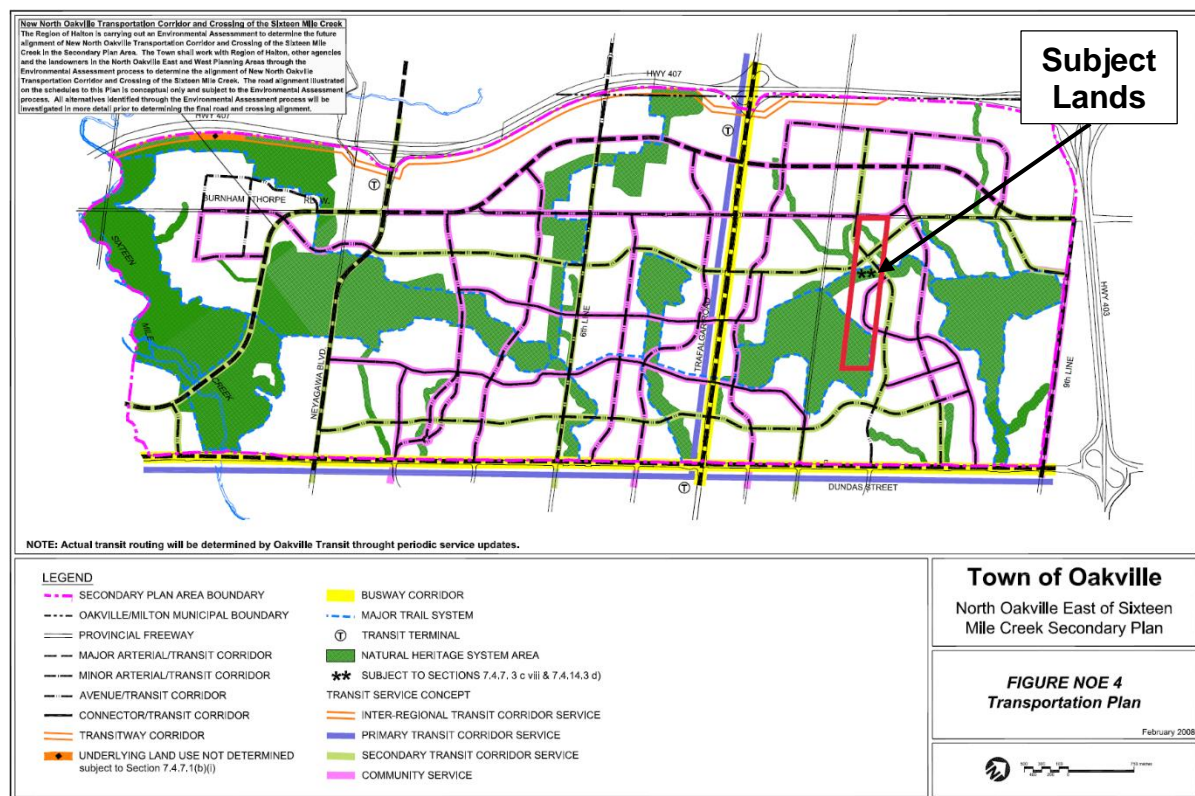 New North Oakville Transportation Corridor and Crossing of the Sixteen Mile Creek
The Region of Halton is carrying out an Environmental Assessment to determine the future
alignment of New North Oakville Transportation Corridor and Crossing of the Sixteen Mile
Creek in the Secondary Plan Area. The Town shall work with Region of Halton, other agencies
and the landowners in the North Oakville East and West Planning Areas through the
Environmental Assessment process to determine the alignment of New North Oakville
Transportation Corridor and Crossing of the Sixteen Mile Creek. The road alignment illustrated
on the schedules to this Plan is conceptual only and subject to the Environmental Assessment
process. All alternatives identified through the Environmental Assessment process will be
investigated in more detail prior to determining the final road and crossing alignment.
Subject
Lands
HWY 407
HWY 407
T
T
BURNHAM THORPE RD. W.
SIXTEEN
MILE
CREEK
NEYAGAWA BLVD.
6th LINE
TRAFALGAR ROAD
**
HWY 403
9th LINE
DUNDAS STREET
T
NOTE: Actual transit routing will be determined by Oakville Transit throught periodic service updates.
LEGEND
SECONDARY PLAN AREA BOUNDARY
OAKVILLE/MILTON MUNICIPAL BOUNDARY
PROVINCIAL FREEWAY
MAJOR ARTERIAL/TRANSIT CORRIDOR
MINOR ARTERIAL/TRANSIT CORRIDOR
AVENUE/TRANSIT CORRIDOR
CONNECTOR/TRANSIT CORRIDOR
TRANSITWAY CORRIDOR
UNDERLYING LAND USE NOT DETERMINED
subject to Section 7.4.7.1(b)(i)
BUSWAY CORRIDOR
MAJOR TRAIL SYSTEM
T TRANSIT TERMINAL
NATURAL HERITAGE SYSTEM AREA
** SUBJECT TO SECTIONS 7.4.7. 3 c viii & 7.4.14.3 d)
TRANSIT SERVICE CONCEPT
INTER-REGIONAL TRANSIT CORRIDOR SERVICE
PRIMARY TRANSIT CORRIDOR SERVICE
SECONDARY TRANSIT CORRIDOR SERVICE
COMMUNITY SERVICE
Town of Oakville
North Oakville East of Sixteen
Mile Creek Secondary Plan
FIGURE NOE 4
Transportation Plan
February 2008